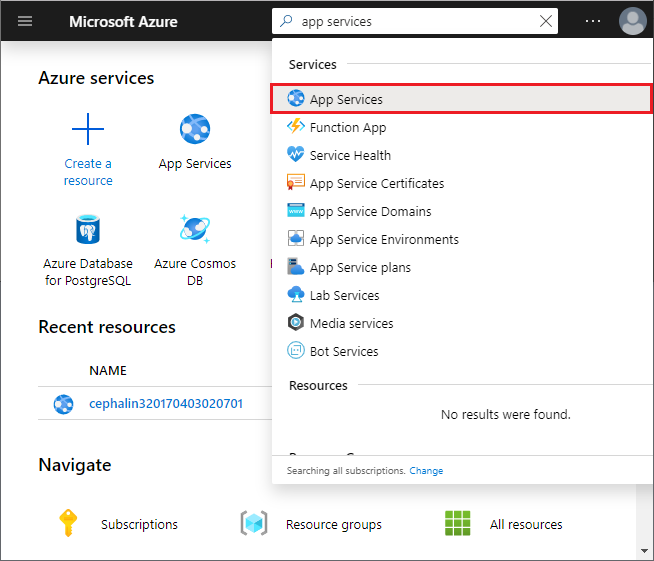 Microsoft Azure
app services
Azure services
Create a
resource
App Services
Azure Database
for PostgreSQL
Azure Cosmos
DB
Recent resources
NAME
cephalin320170403020701
Navigate
Subscriptions
Resource groups
All resources
Services
App Services
Function App
Service Health
App Service Certificates
App Service Domains
App Service Environments
App Service plans
Lab Services
Media services
Bot Services
Resources
No results were found.
Searching all subscriptions. Change